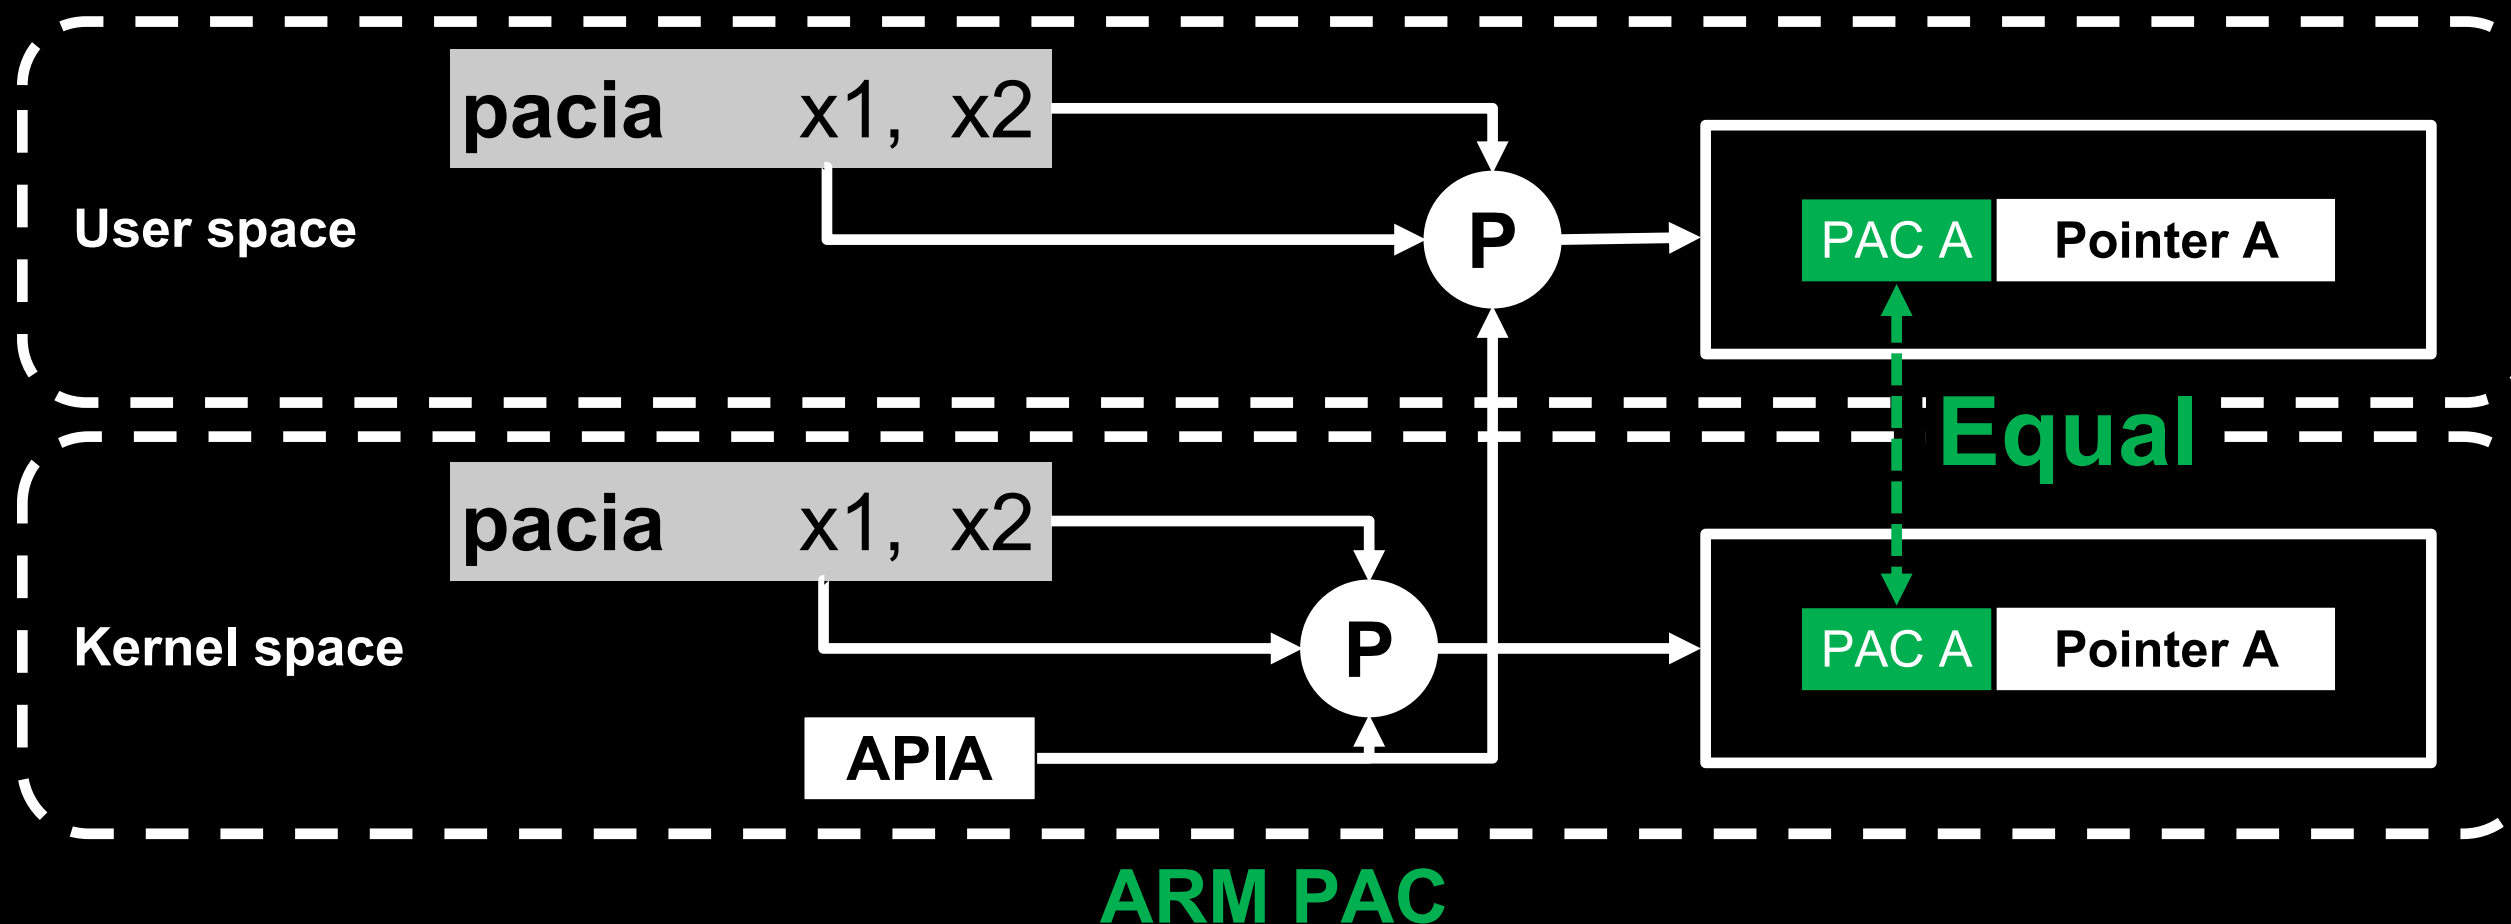 pacia x1, x2
User space
P
PAC A
Pointer A
Equal
pacia x1, x2
Kernel space
P
PAC A
Pointer A
APIA
ARM PAC